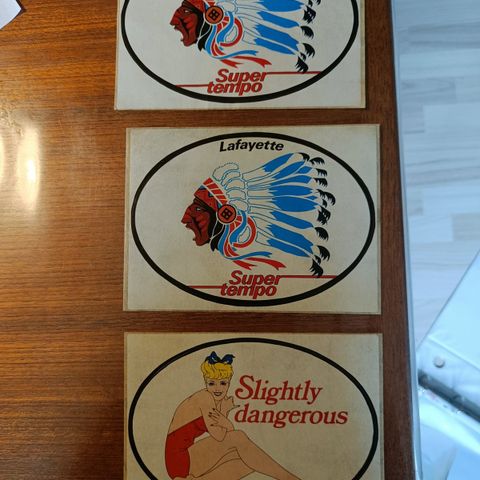 Super
tempo
Lafayette
Super
tempo
Slightly
dangerous